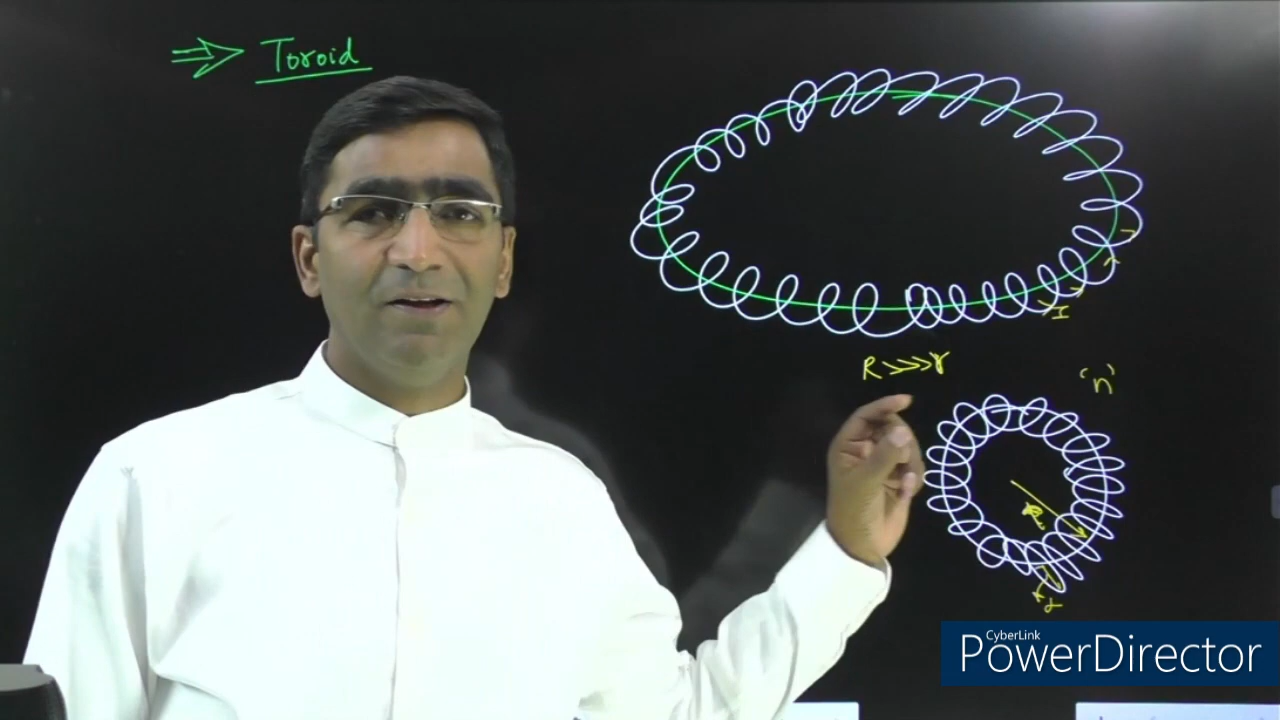 ⇒ Toroid
I
R >>> r
'n'
R
r
CyberLink
PowerDirector